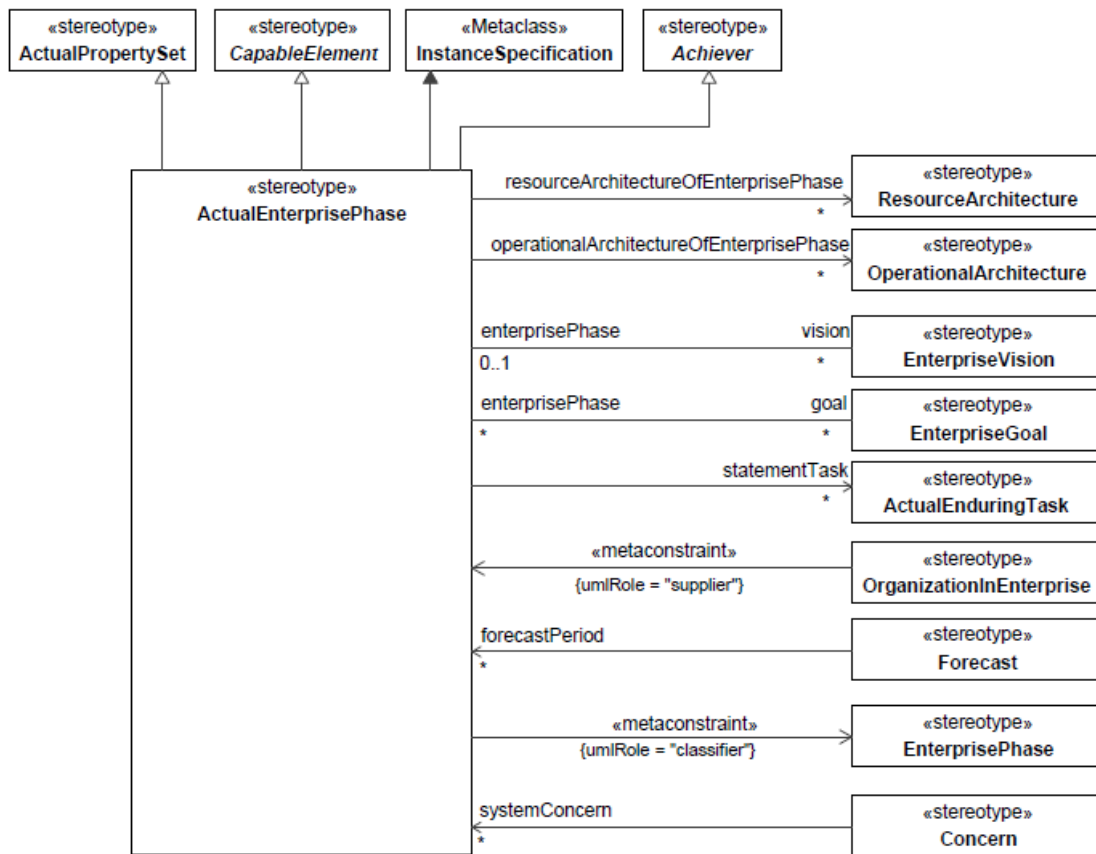 «stereotype»
ActualPropertySet
«stereotype»
CapableElement
«Metaclass»
InstanceSpecification
«stereotype»
Achiever
«stereotype»
ActualEnterprisePhase
resourceArchitectureOfEnterprisePhase
*
«stereotype»
ResourceArchitecture
operationalArchitectureOfEnterprisePhase
*
«stereotype»
OperationalArchitecture
enterprisePhase
0..1
vision
*
«stereotype»
EnterpriseVision
enterprisePhase
*
goal
*
«stereotype»
EnterpriseGoal
statementTask
*
«stereotype»
ActualEnduringTask
«metaconstraint»
{umlRole = "supplier"}
«stereotype»
OrganizationInEnterprise
forecastPeriod
*
«stereotype»
Forecast
«metaconstraint»
{umlRole = "classifier"}
«stereotype»
EnterprisePhase
systemConcern
*
«stereotype»
Concern